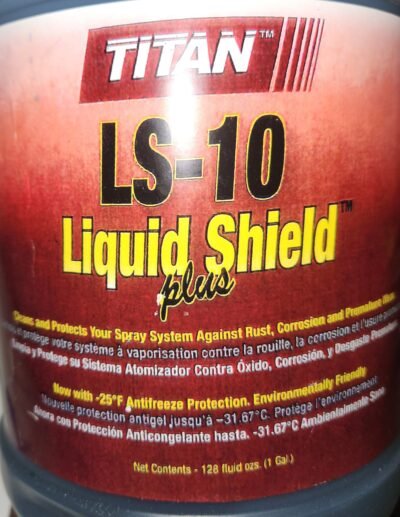 TITAN™
LS-10
Liquid Shield™
plus
Cleans and Protects Your Spray System Against Rust, Corrosion and Premature Wear.
et protège votre système à vaporisation contre la rouille, la corrosion et l'usure
Limpia y Protege su Sistema Atomizador Contra Óxido, Corrosión, y Desgaste Prematuro
Now with -25°F Antifreeze Protection. Environmentally Friendly
Nouvelle protection antigel jusqu'à -31.67°C. Protège l'environnement.
Ahora con Protección Anticongelante hasta. -31.67°C Ambientalmente Sano
Net Contents - 128 fluid ozs. (1 Gal.)